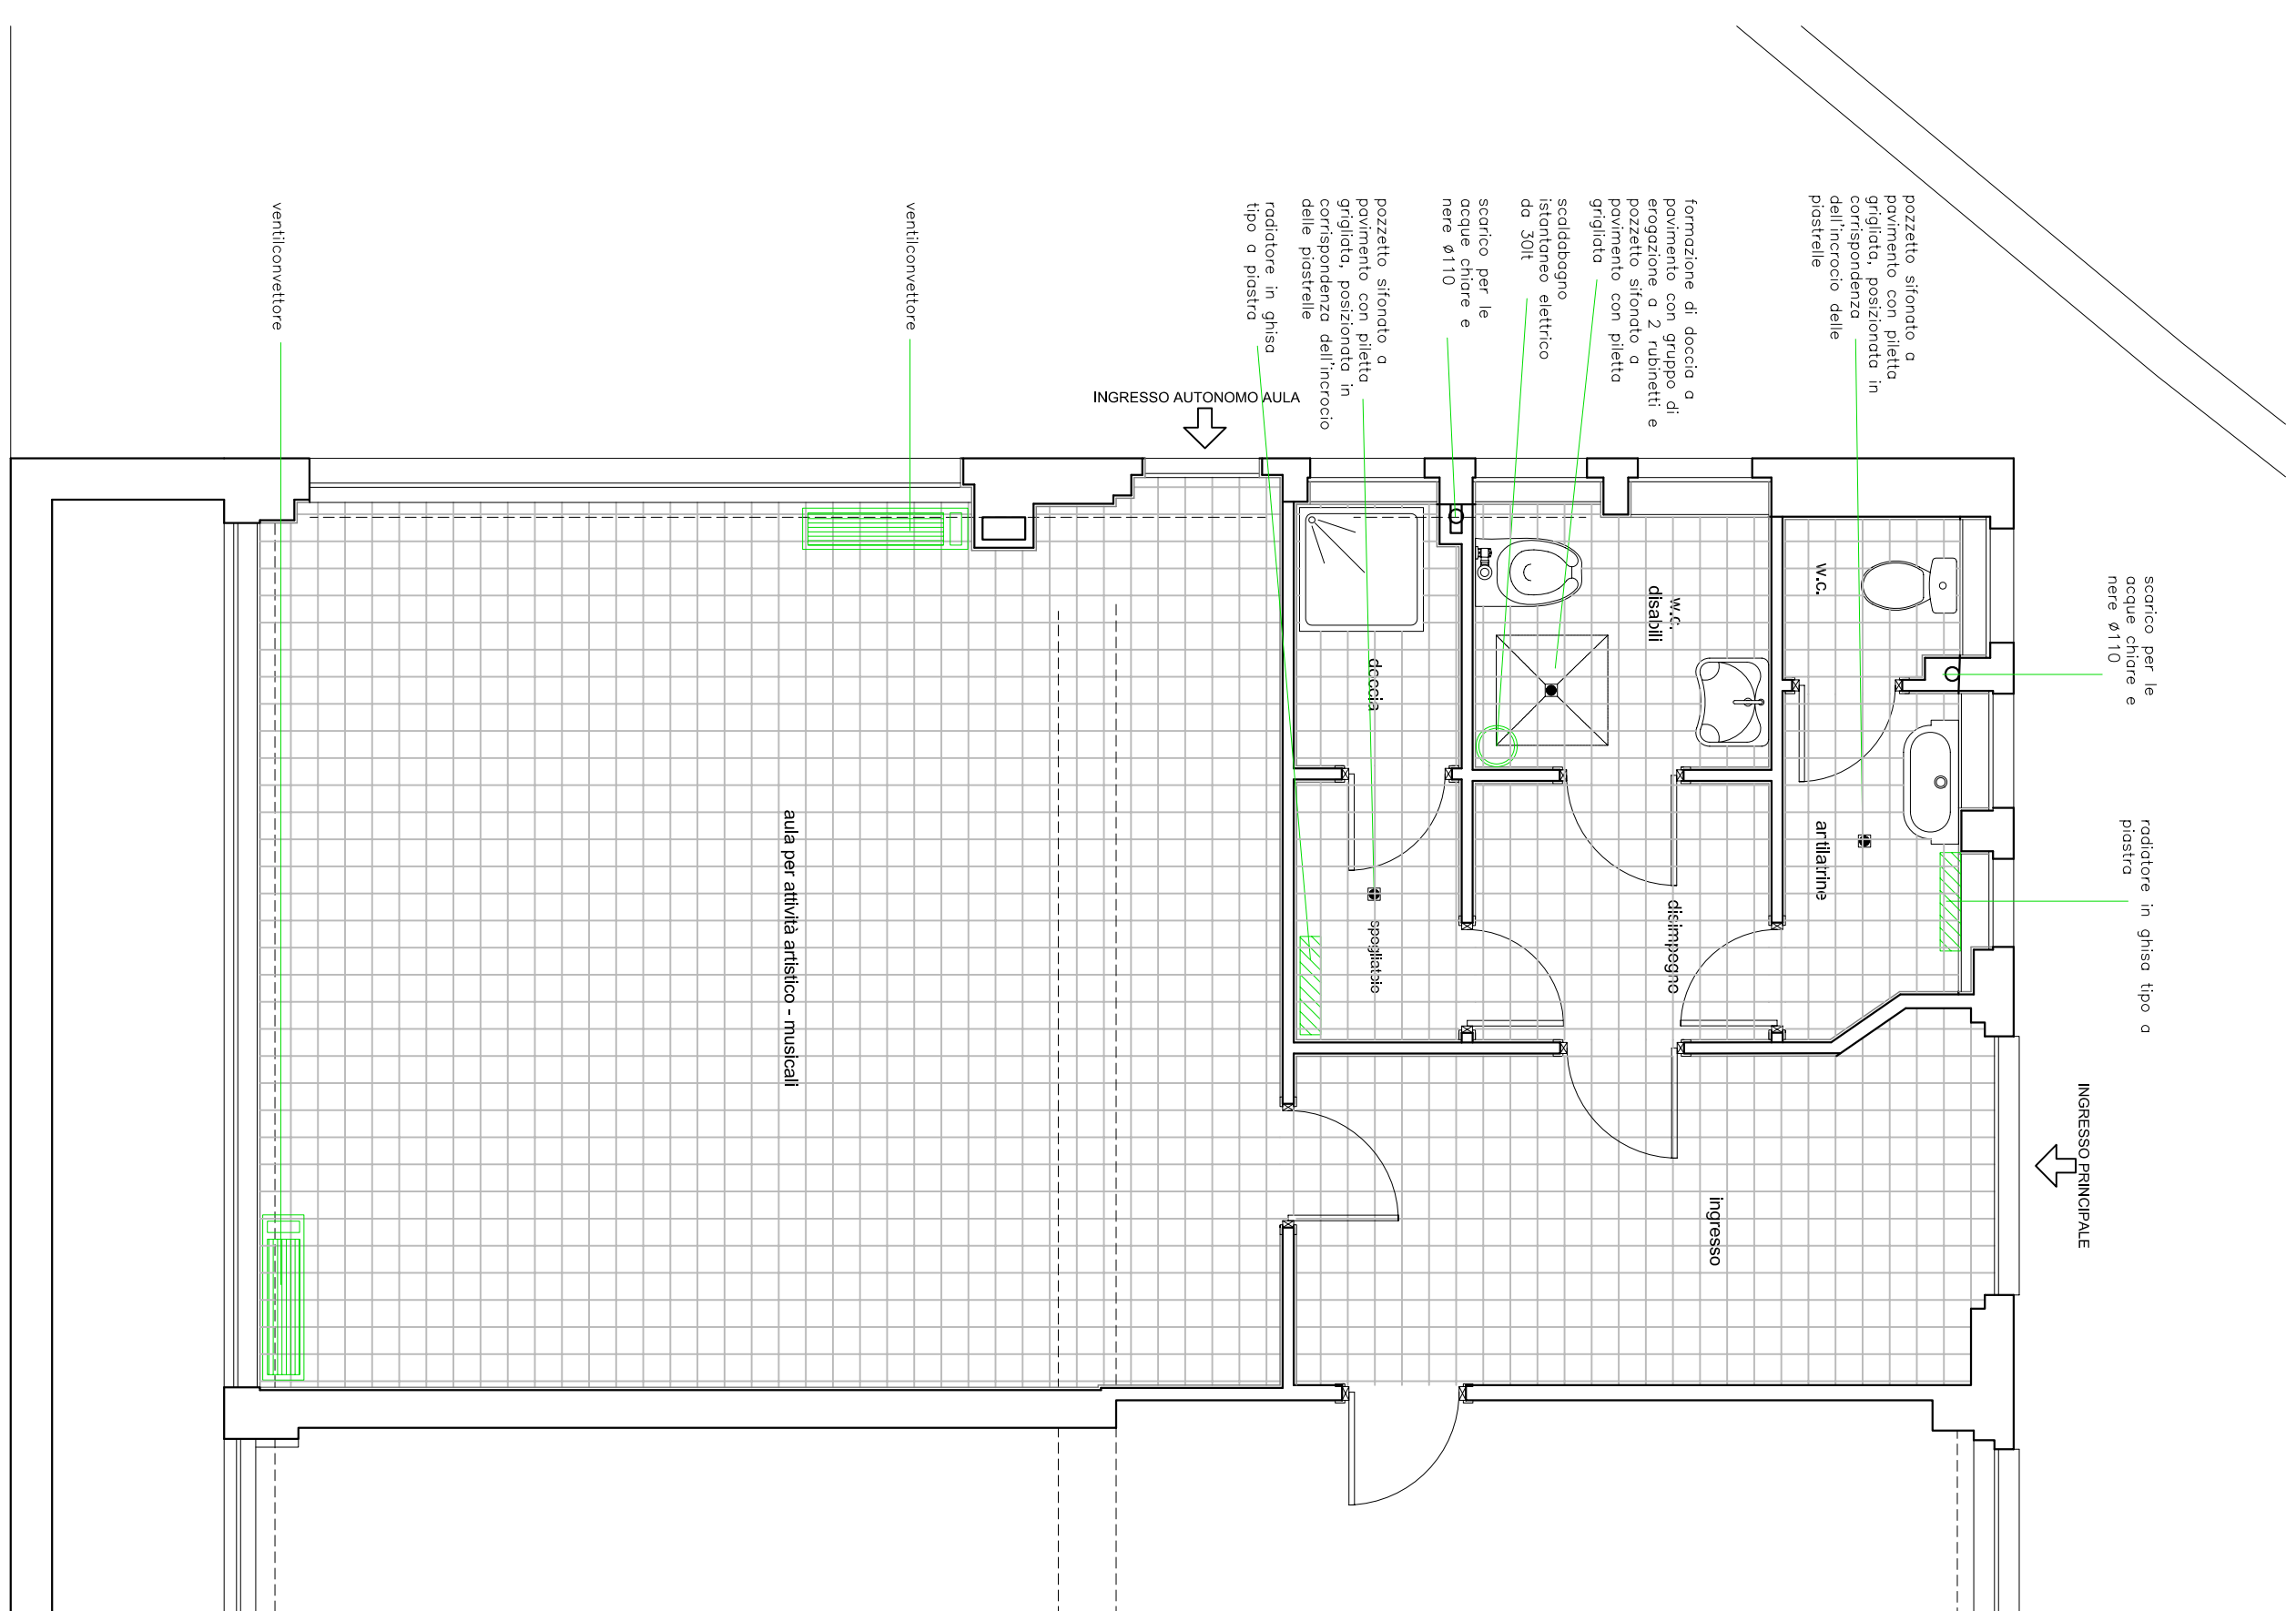 ventilconvettore
ventilconvettore
INGRESSO AUTONOMO AULA
radiatore in ghisa
tipo a piastra
pozzetto sifonato a
pavimento con piletta
grigliata, posizionata in
corrispondenza dell'incrocio
delle piastrelle
scarico per le
acque chiare e
nere ø110
scaldabagno
istantaneo elettrico
da 30lt
formazione di doccia a
pavimento con gruppo di
erogazione a 2 rubinetti e
pozzetto sifonato a
pavimento con piletta
grigliata
pozzetto sifonato a
pavimento con piletta
grigliata, posizionata in
corrispondenza
dell'incrocio delle
piastrelle
scarico per le
acque chiare e
nere ø110
radiatore in ghisa tipo a
piastra
INGRESSO PRINCIPALE
w.c.
w.c.
disabili
doccia
antilatrine
disimpegno
spogliatoio
aula per attività artistico - musicali
ingresso